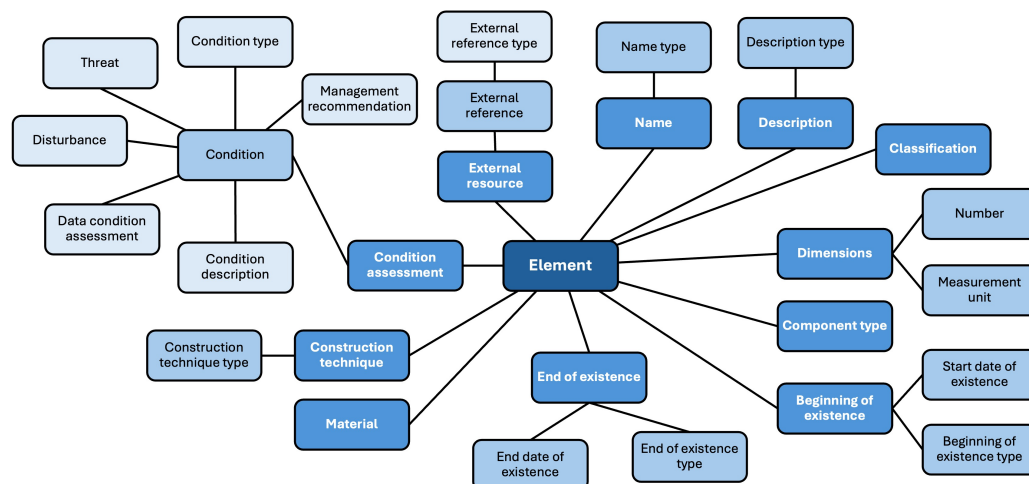 Condition type
External
reference type
Name type
Description type
Threat
Management
recommendation
External
reference
Name
Description
Disturbance
Condition
External
resource
Classification
Data condition
assessment
Number
Condition
description
Condition
assessment
Element
Dimensions
Measurement
unit
Component type
Construction
technique type
Construction
technique
End of existence
Start date of
existence
Material
Beginning of
existence
End date of
existence
End of existence
type
Beginning of
existence type